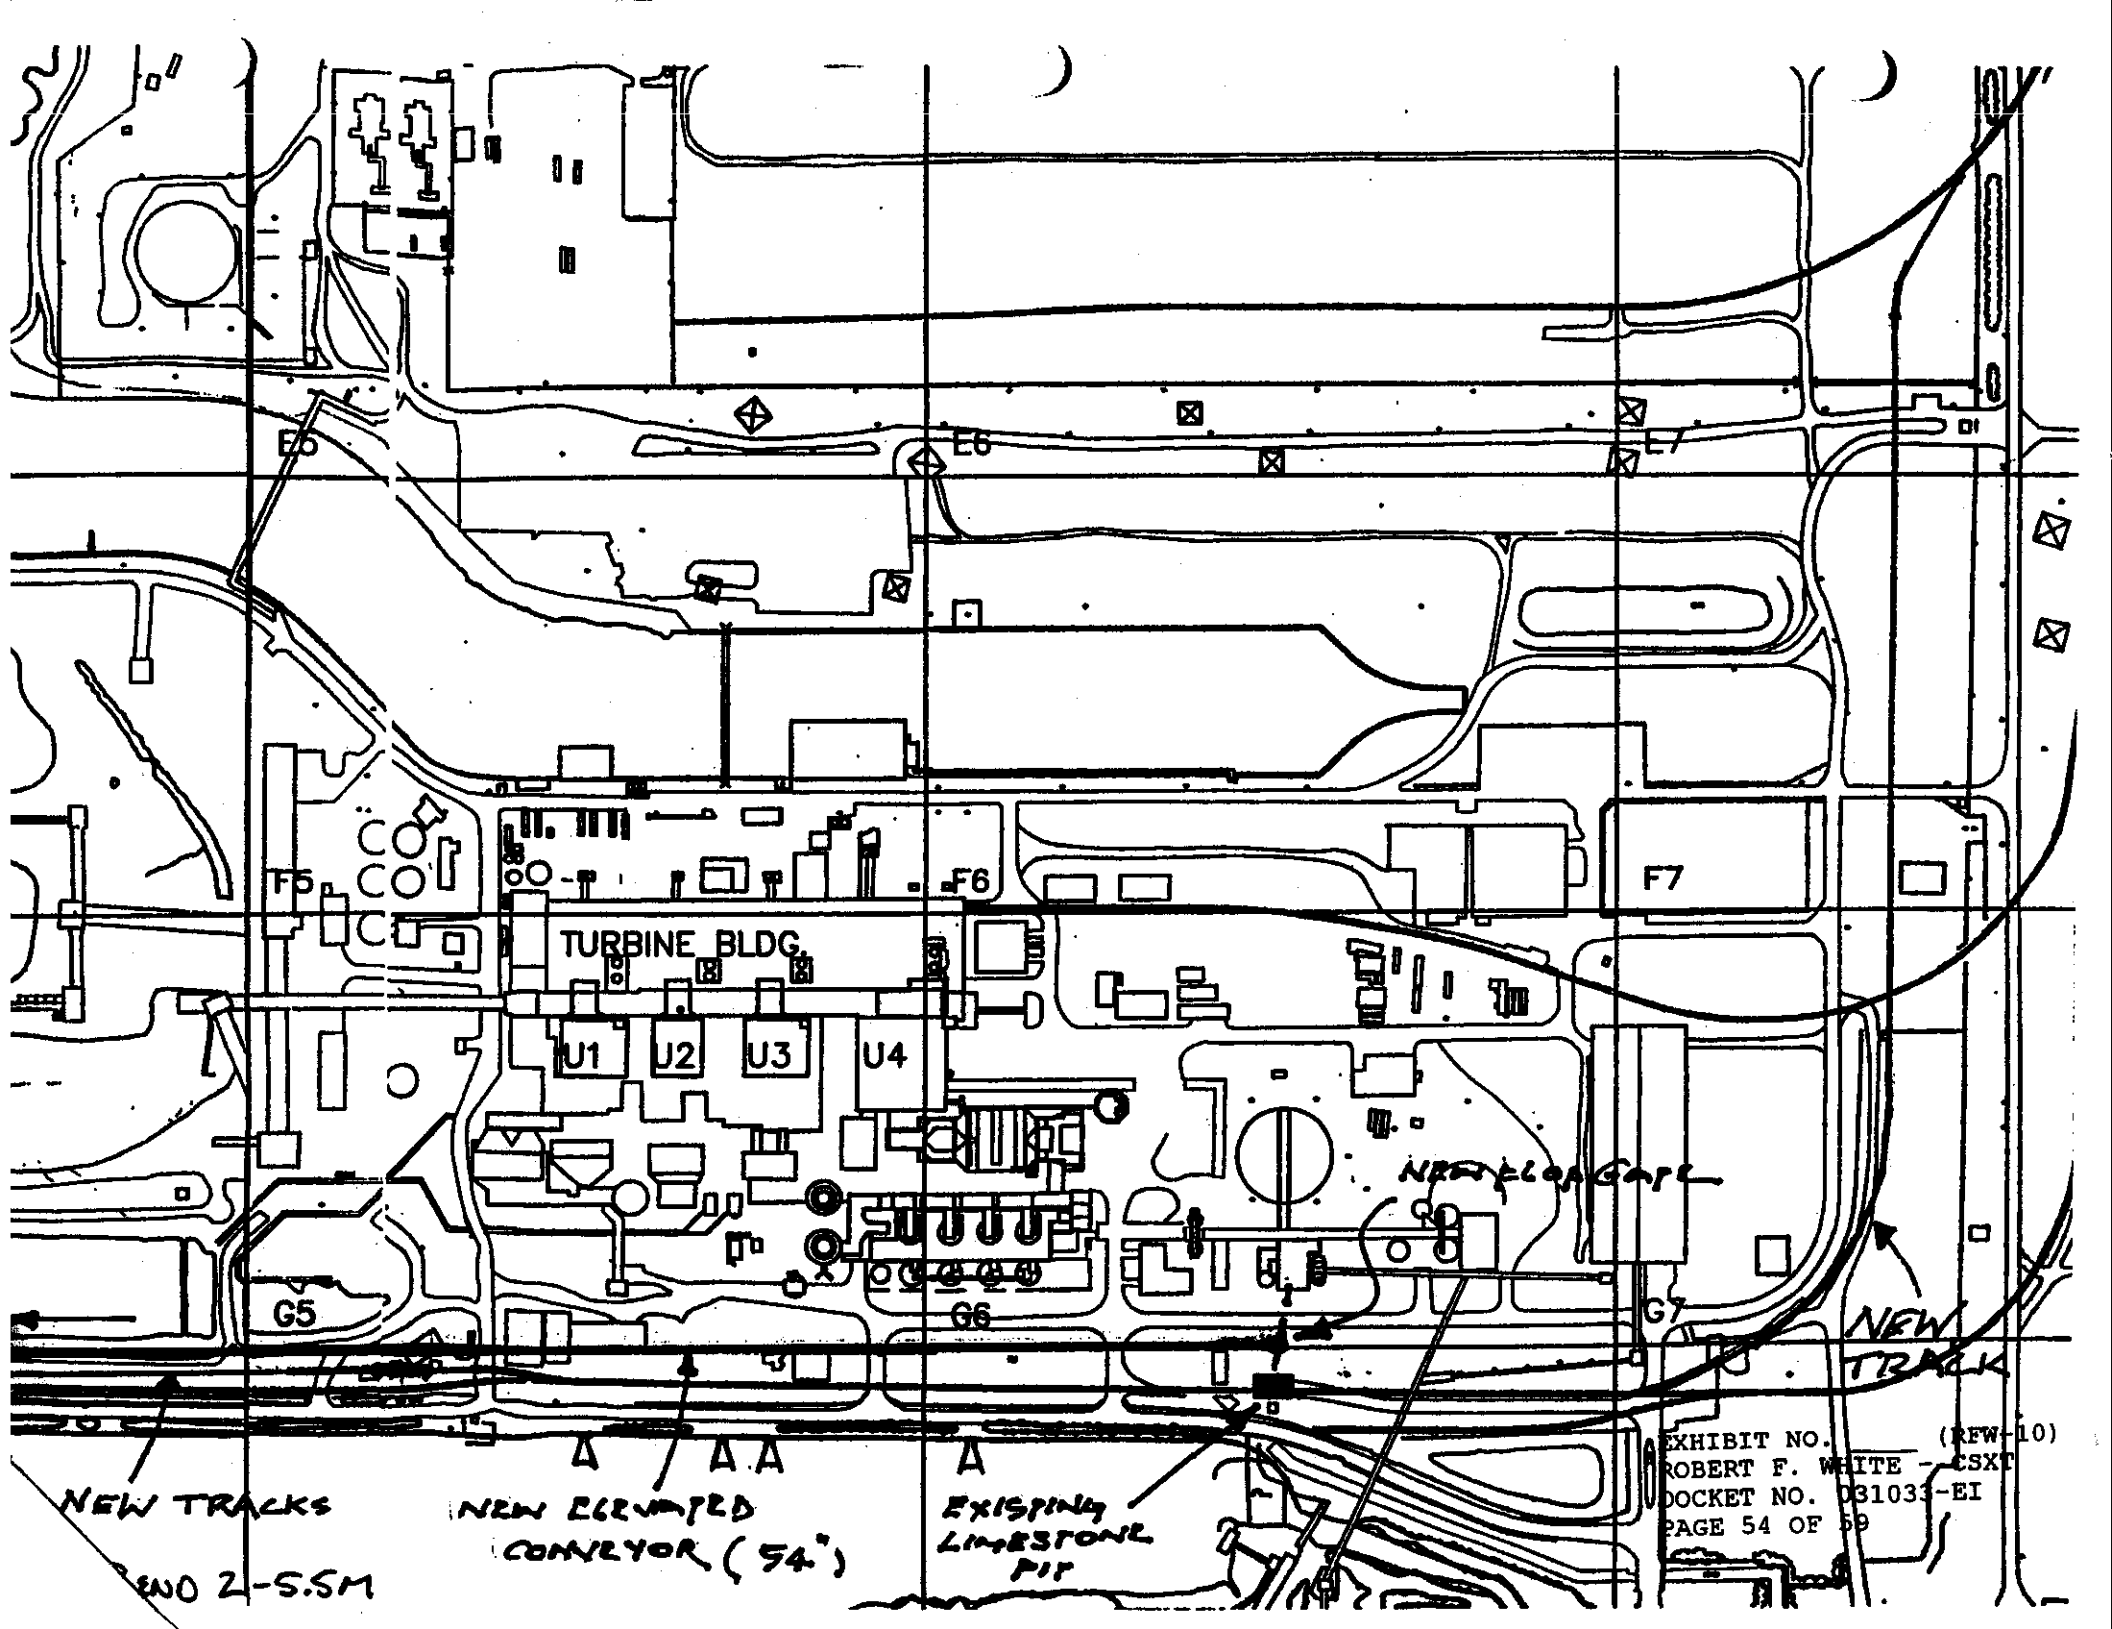 E5
E6
E7
F5
F6
F7
TURBINE BLDG.
U1
U2
U3
U4
G5
G6
G7
NEW
TRACK
EXHIBIT NO. ______ (RFW-10)
ROBERT F. WHITE - CSXT
DOCKET NO. 031033-EI
PAGE 54 OF 59
NEW TRACKS
NEW ELEVATED
CONVEYOR (54")
EXISTING
LIMESTONE
PIT
2-5.5M